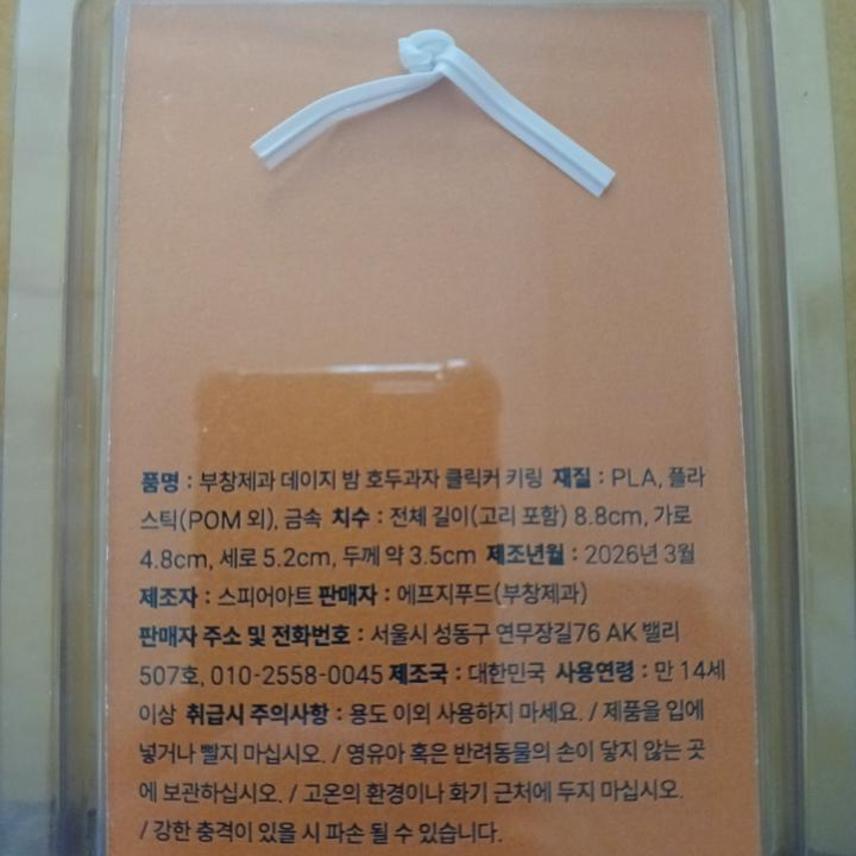 품명 : 부창제과 데이지 밤 호두과자 클릭커 키링 재질 : PLA, 플라
스틱(POM 외), 금속 치수 : 전체 길이(고리 포함) 8.8cm, 가로
4.8cm, 세로 5.2cm, 두께 약 3.5cm 제조년월 : 2026년 3월
제조자 : 스피어아트 판매자 : 에프지푸드(부창제과)
판매자 주소 및 전화번호 : 서울시 성동구 연무장길76 AK 밸리
507호, 010-2558-0045 제조국 : 대한민국 사용연령 : 만 14세
이상 취급시 주의사항 : 용도 이외 사용하지 마세요. / 제품을 입에
넣거나 빨지 마십시오. / 영유아 혹은 반려동물의 손이 닿지 않는 곳
에 보관하십시오. / 고온의 환경이나 화기 근처에 두지 마십시오.
/ 강한 충격이 있을 시 파손 될 수 있습니다.